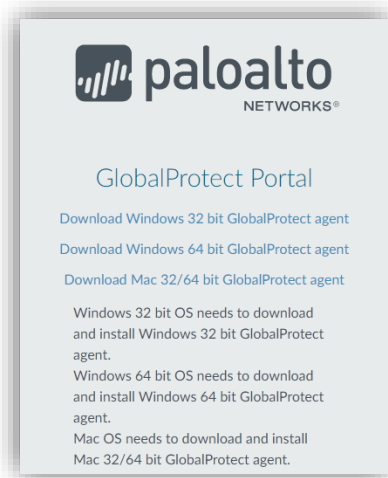 paloalto
NETWORKS®
GlobalProtect Portal
Download Windows 32 bit GlobalProtect agent
Download Windows 64 bit GlobalProtect agent
Download Mac 32/64 bit GlobalProtect agent
Windows 32 bit OS needs to download
and install Windows 32 bit GlobalProtect
agent.
Windows 64 bit OS needs to download
and install Windows 64 bit GlobalProtect
agent.
Mac OS needs to download and install
Mac 32/64 bit GlobalProtect agent.